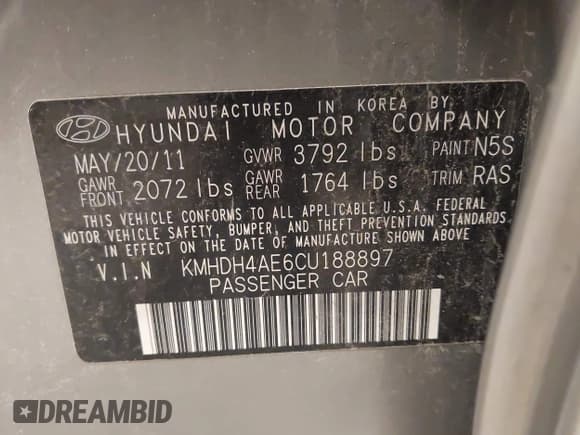 MANUFACTURED IN KOREA BY
HYUNDAI MOTOR COMPANY
MAY/20/11 GVWR 3792 lbs PAINT N5S
GAWR FRONT 2072 lbs GAWR REAR 1764 lbs TRIM RAS
THIS VEHICLE CONFORMS TO ALL APPLICABLE U.S.A. FEDERAL
MOTOR VEHICLE SAFETY, BUMPER, AND THEFT PREVENTION STANDARDS
IN EFFECT ON THE DATE OF MANUFACTURE SHOWN ABOVE.
V.I.N KMHDH4AE6CU188897
PASSENGER CAR
DREAMBID